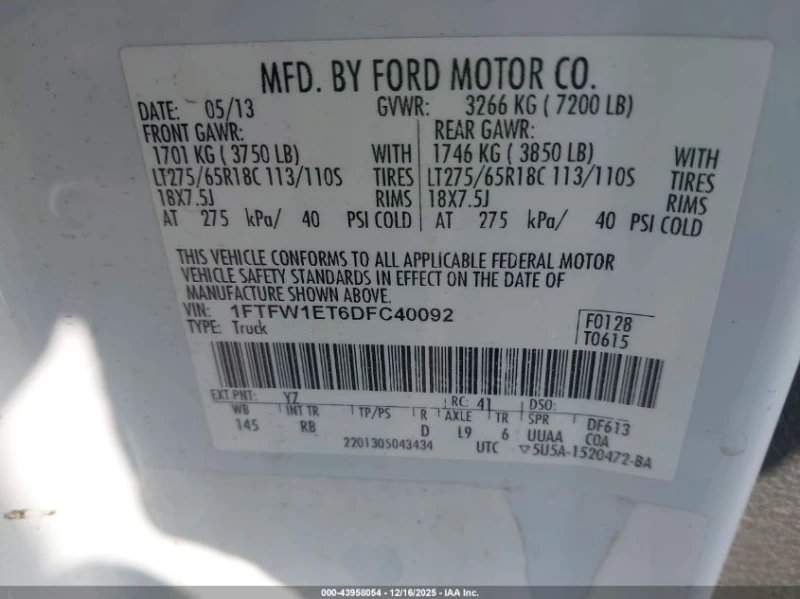 MFD. BY FORD MOTOR CO.
DATE: 05/13 GVWR: 3266 KG ( 7200 LB)
FRONT GAWR: REAR GAWR:
1701 KG ( 3750 LB) WITH 1746 KG ( 3850 LB) WITH
LT275/65R18C 113/110S TIRES LT275/65R18C 113/110S TIRES
18X7.5J RIMS 18X7.5J RIMS
AT 275 kPa/ 40 PSI COLD AT 275 kPa/ 40 PSI COLD
THIS VEHICLE CONFORMS TO ALL APPLICABLE FEDERAL MOTOR
VEHICLE SAFETY STANDARDS IN EFFECT ON THE DATE OF
MANUFACTURE SHOWN ABOVE.
VIN: 1FTFW1ET6DFC40092 F0128
TYPE: Truck T0615
EXT PNT: YZ RC: 41 DSO:
WB INT TR TP/PS R AXLE TR SPR DF613
145 RB D L9 6 UUAA COA
2201305043434 UTC ▽5U5A-1520472-BA
000-43958054 - 12/16/2025 - IAA Inc.